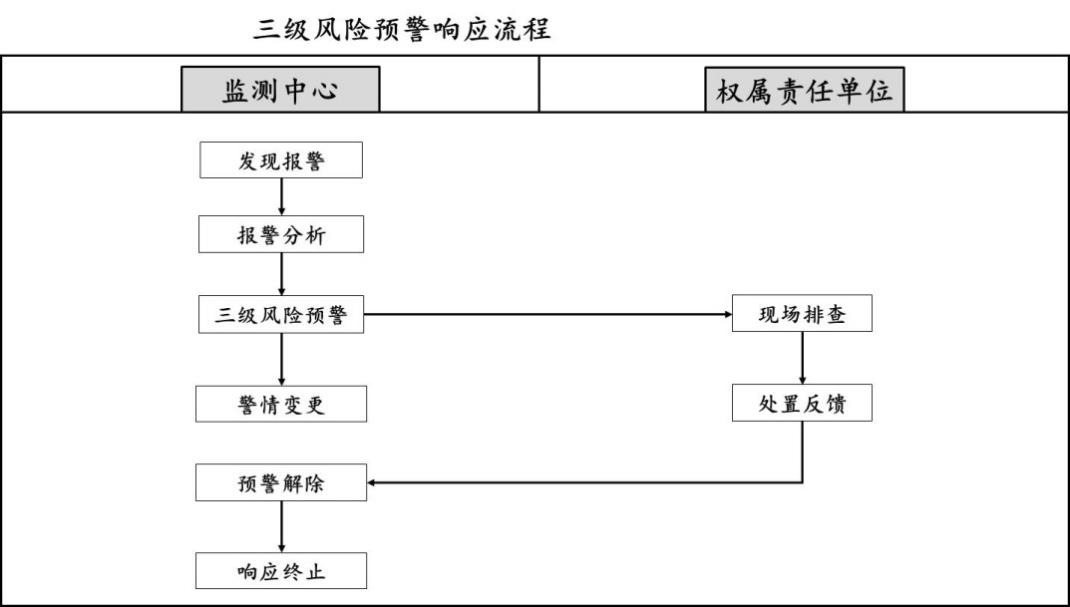 三级风险预警响应流程
监测中心
权属责任单位
发现报警
报警分析
三级风险预警
现场排查
警情变更
处置反馈
预警解除
响应终止